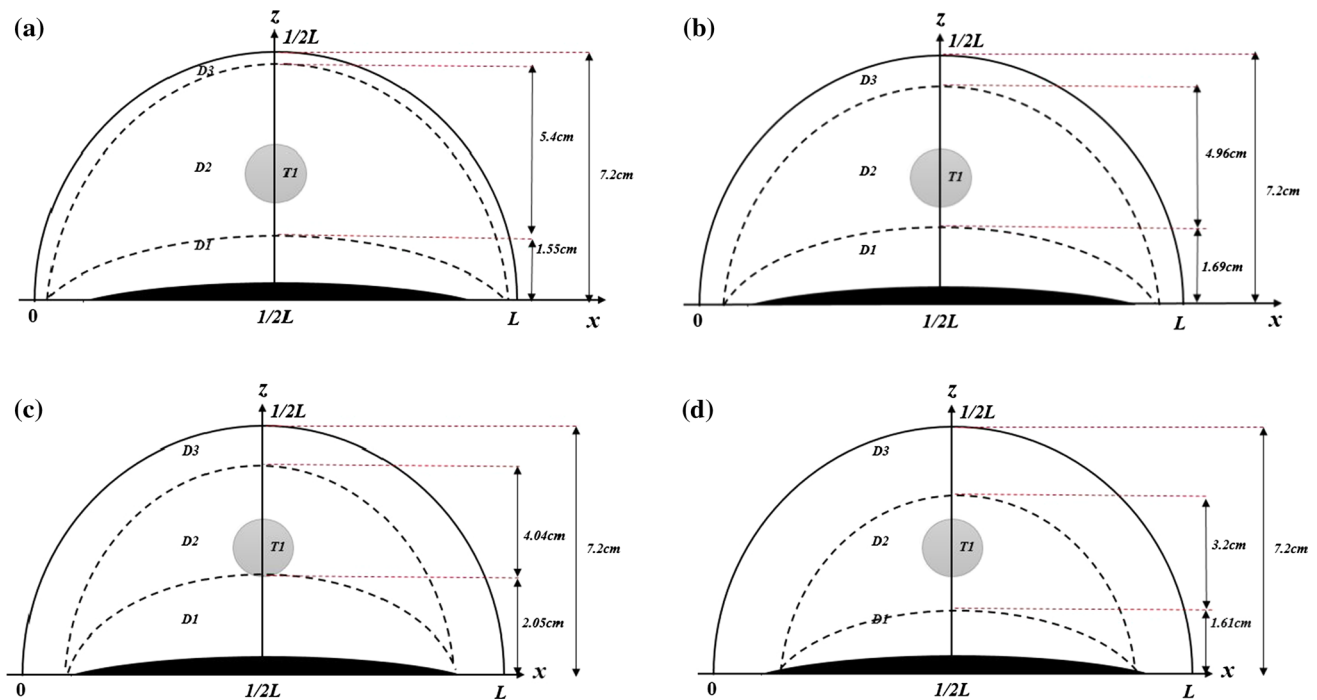 (a)
z
1/2L
D3
5.4cm
D2
T1
7.2cm
D1
1.55cm
0
1/2L
L
x
(b)
z
1/2L
D3
4.96cm
D2
T1
7.2cm
D1
1.69cm
0
1/2L
L
x
(c)
z
1/2L
D3
4.04cm
D2
T1
7.2cm
D1
2.05cm
x
0
1/2L
L
(d)
z
1/2L
D3
3.2cm
D2
T1
7.2cm
D1
1.61cm
x
0
1/2L
L